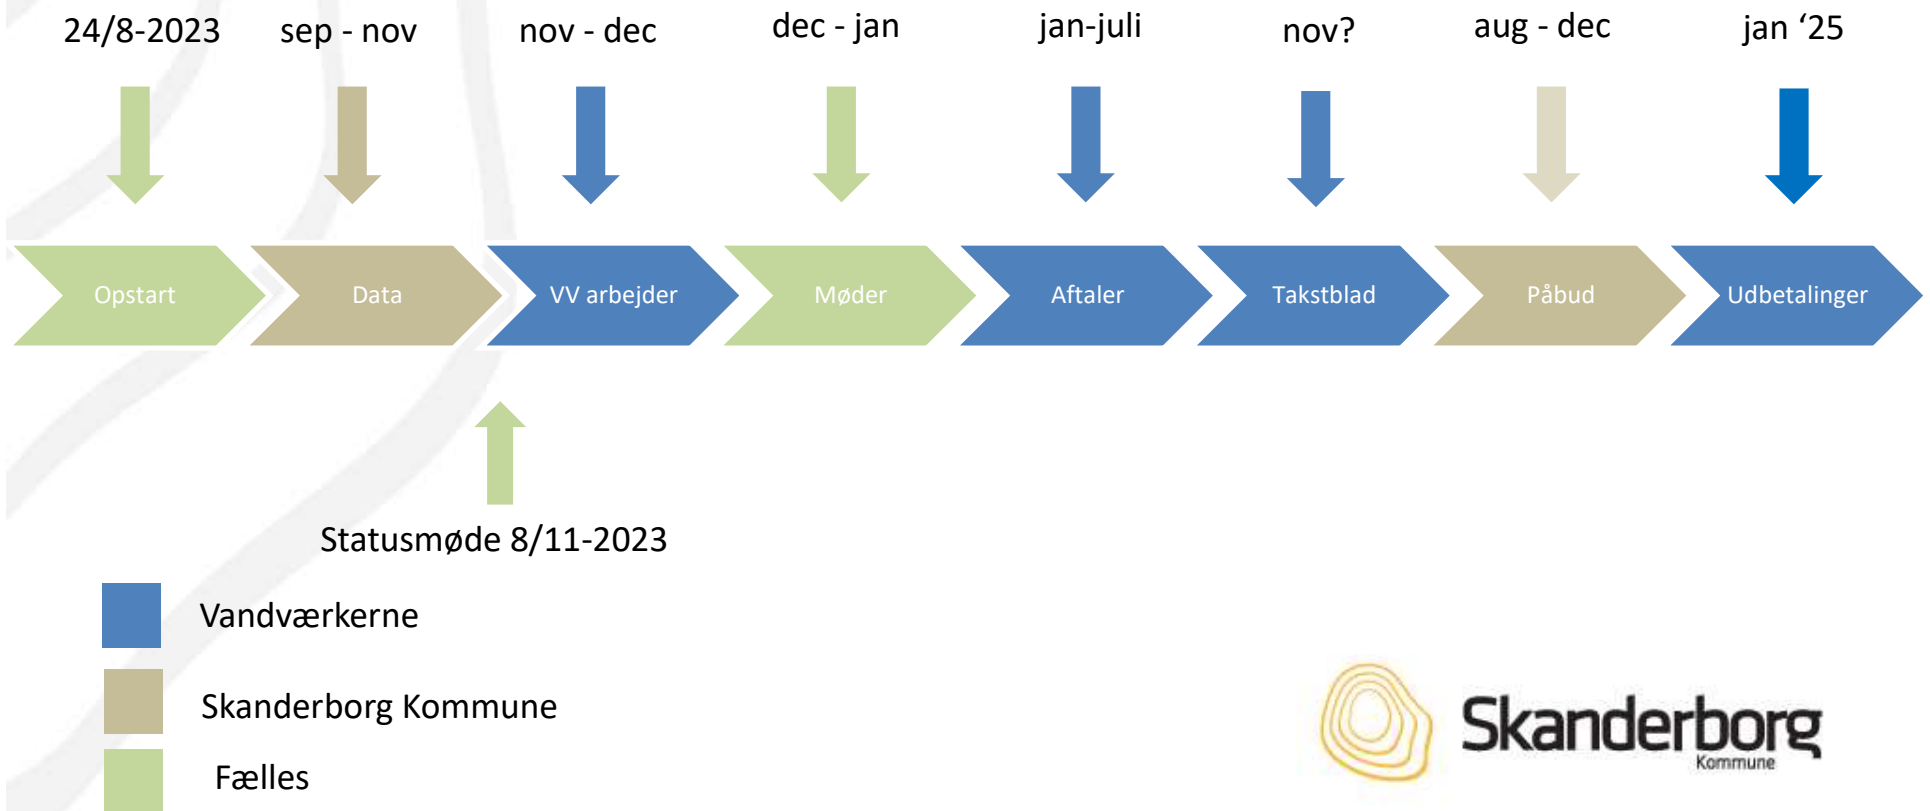 24/8-2023
sep - nov
nov - dec
dec - jan
jan-juli
nov?
aug - dec
jan ‘25
Opstart
Data
VV arbejder
Møder
Aftaler
Takstblad
Påbud
Udbetalinger
Statusmøde 8/11-2023
Vandværkerne
Skanderborg Kommune
Fælles
Skanderborg
Kommune